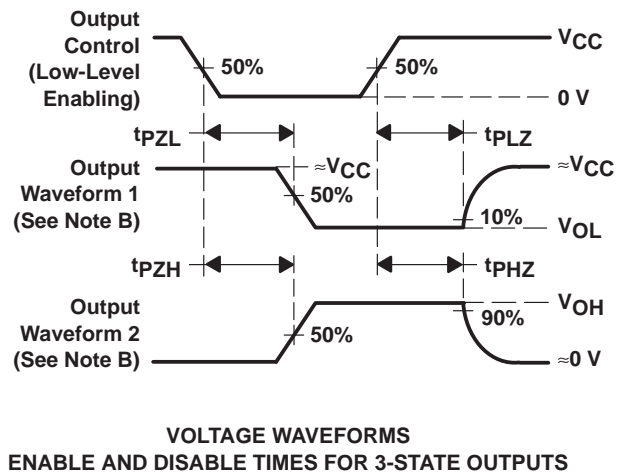 Output
Control
(Low-Level
Enabling)
50%
50%
VCC
0 V
tPZL
tPLZ
Output
Waveform 1
(See Note B)
≈VCC
50%
≈VCC
10%
VOL
tPZH
tPHZ
Output
Waveform 2
(See Note B)
50%
VOH
90%
≈0 V
VOLTAGE WAVEFORMS
ENABLE AND DISABLE TIMES FOR 3-STATE OUTPUTS